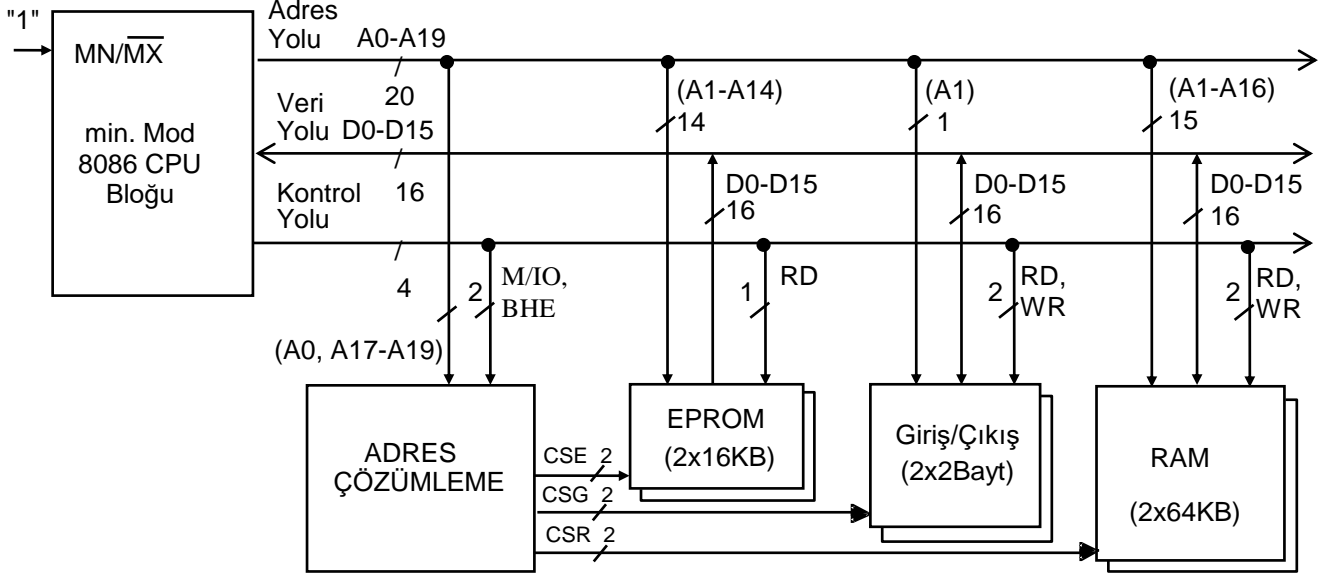 "1"
MN/MX
min. Mod
8086 CPU
Bloğu
Adres
Yolu A0-A19
20
Veri
Yolu D0-D15
16
Kontrol
Yolu
4
(A1-A14)
14
(A1)
1
(A1-A16)
15
D0-D15
16
D0-D15
16
D0-D15
16
2
M/IO,
BHE
1
RD
2
RD,
WR
2
RD,
WR
(A0, A17-A19)
ADRES
ÇÖZÜMLEME
CSE 2
CSG 2
CSR 2
EPROM
(2x16KB)
Giriş/Çıkış
(2x2Bayt)
RAM
(2x64KB)